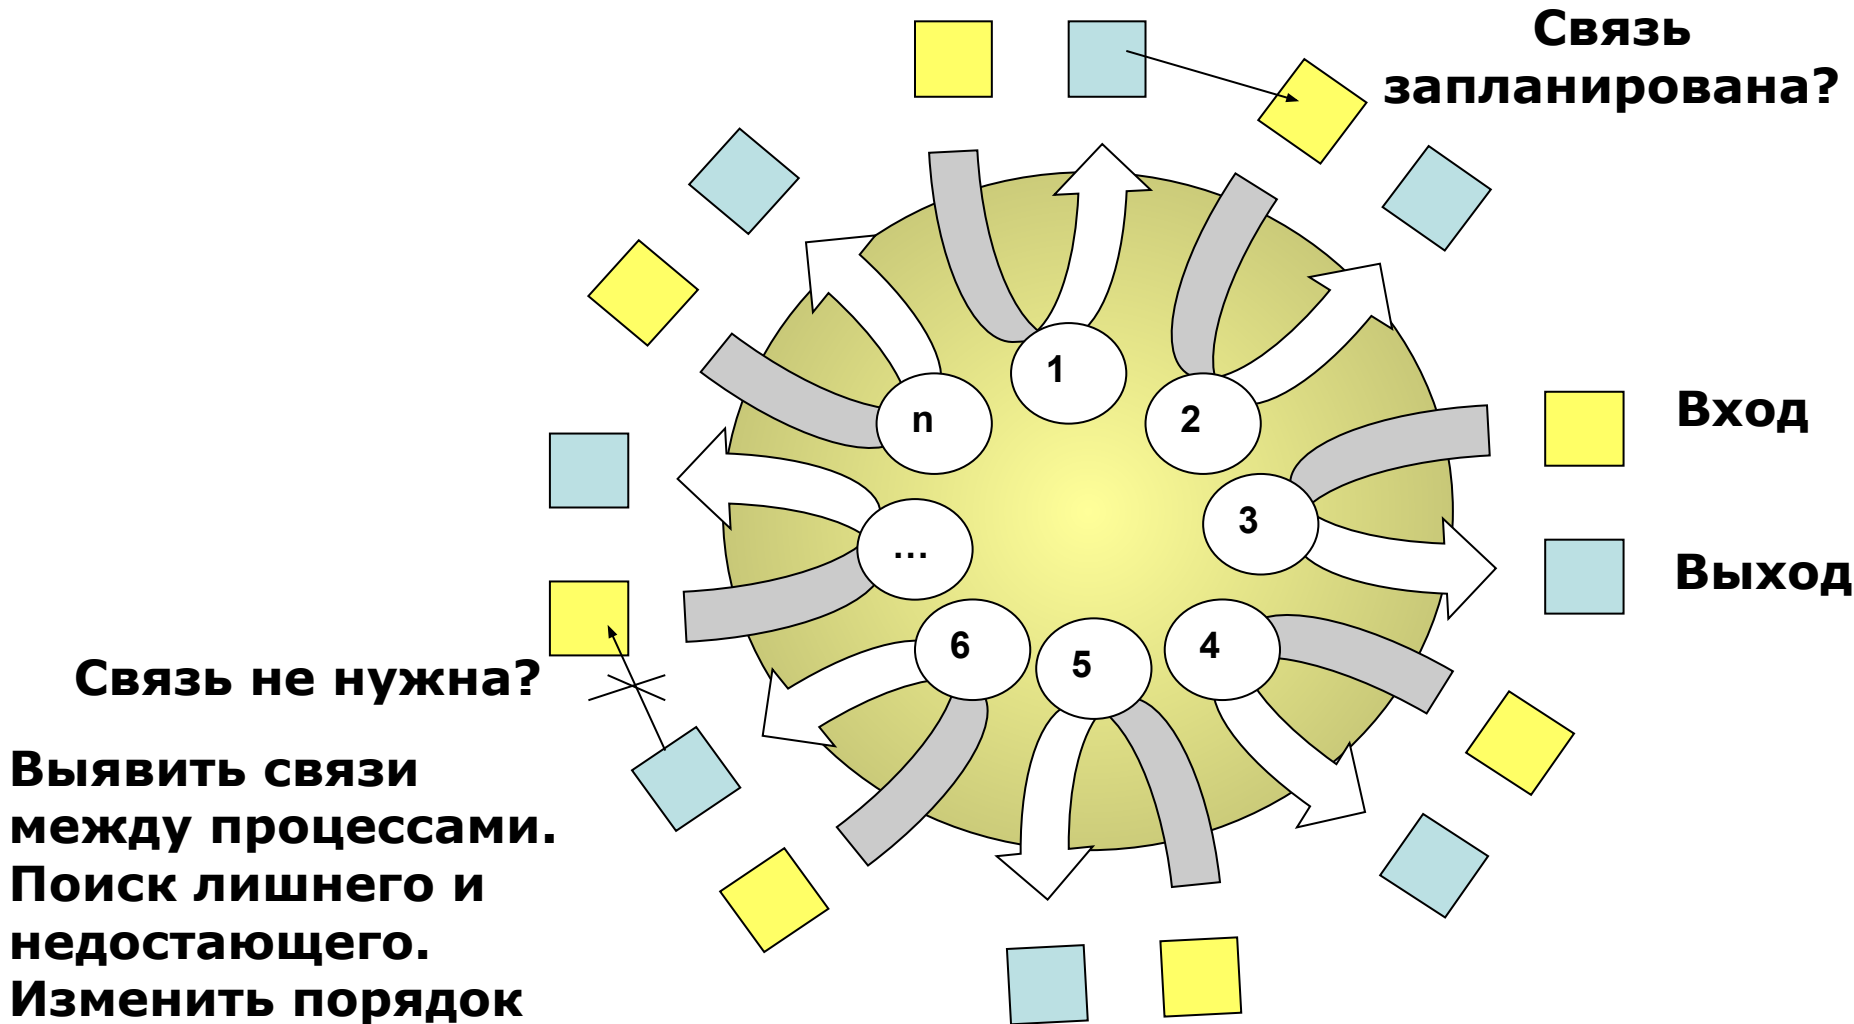 Связь
запланирована?
1
2
n
Вход
3
…
Выход
6
5
4
Связь не нужна?
Выявить связи
между процессами.
Поиск лишнего и
недостающего.
Изменить порядок